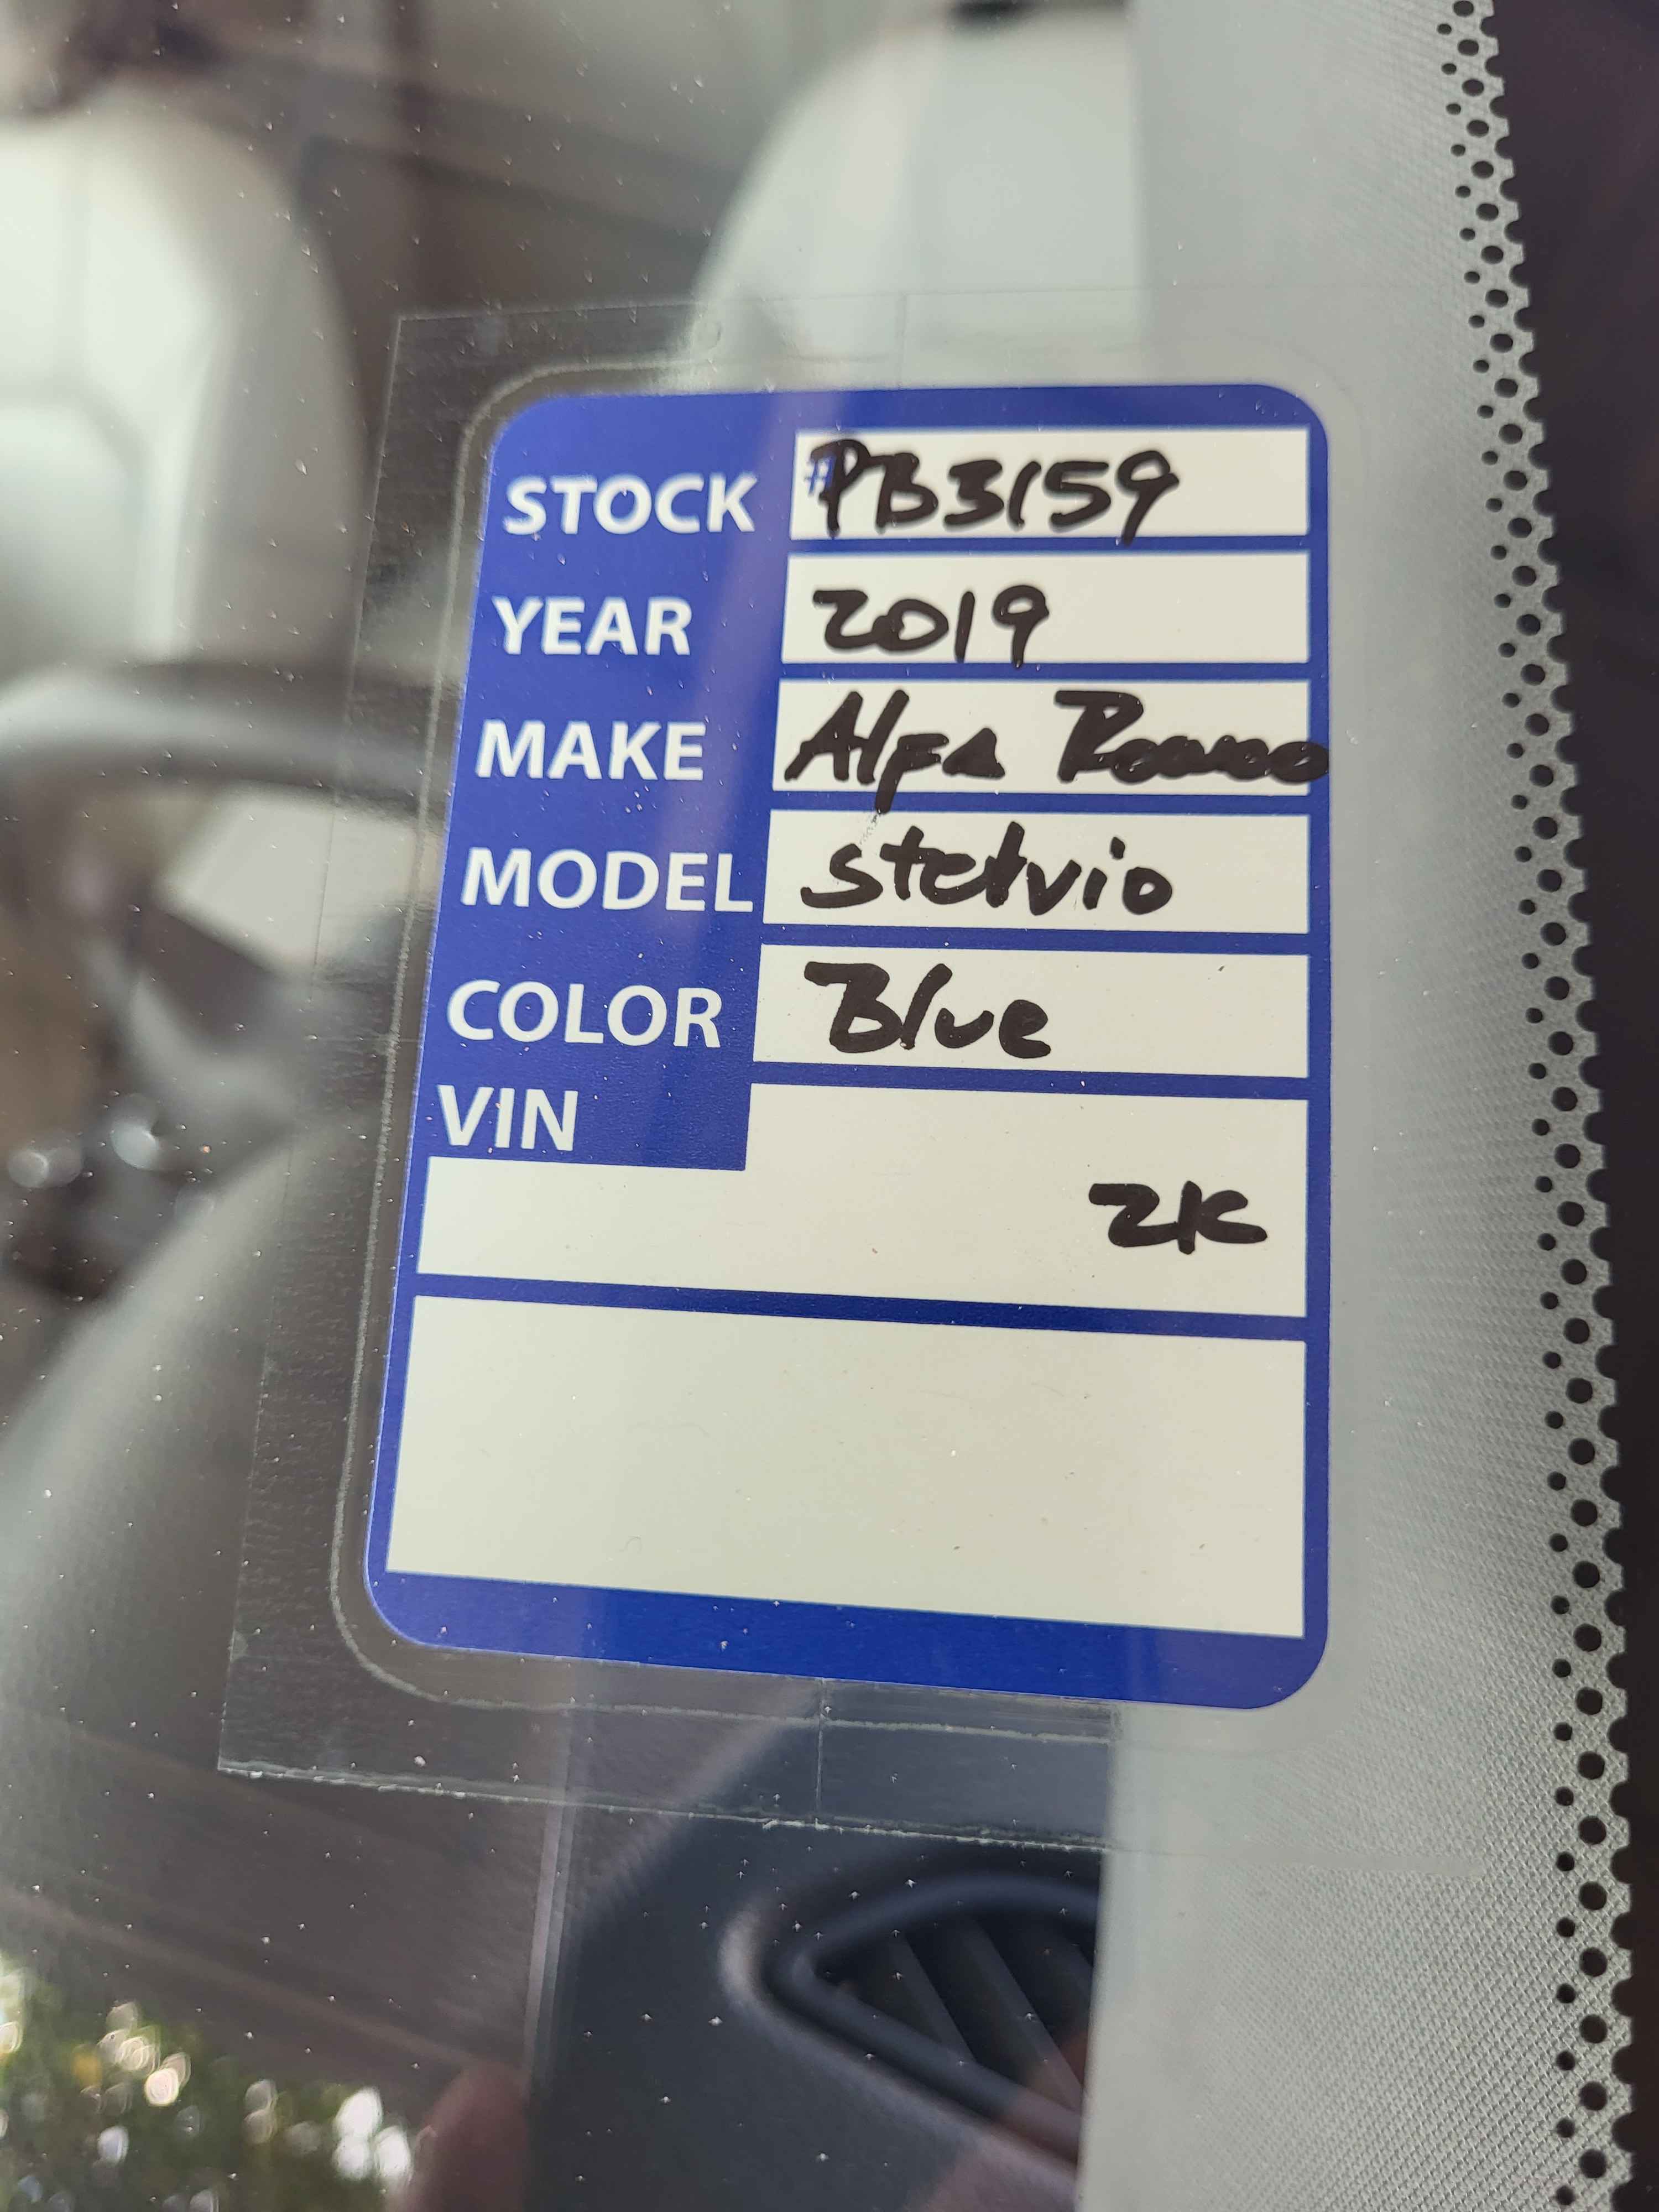 STOCK #PB3159
YEAR 2019
MAKE Alfa Romeo
MODEL Stelvio
COLOR Blue
VIN
2K